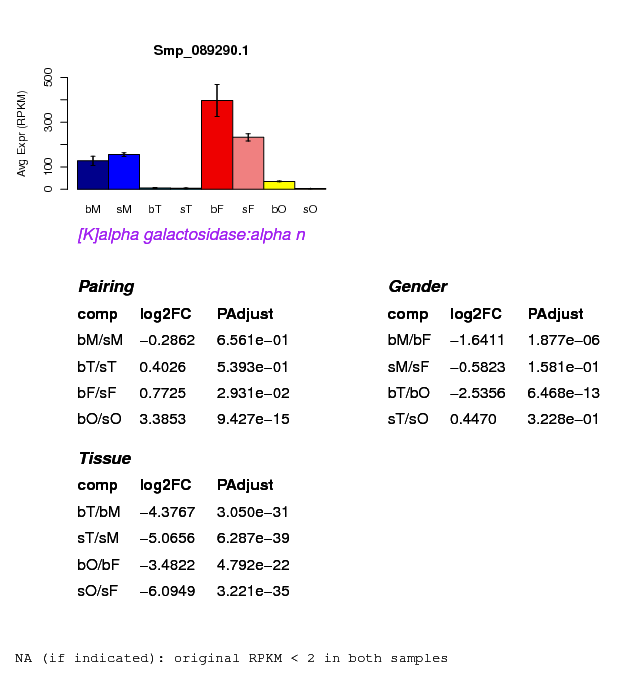 Smp_089290.1
Avg Expr (RPKM)
0 100 300 500
bM sM bT sT bF sF bO sO
[K]alpha galactosidase:alpha n
Pairing
comp log2FC PAdjust
bM/sM −0.2862 6.561e−01
bT/sT 0.4026 5.393e−01
bF/sF 0.7725 2.931e−02
bO/sO 3.3853 9.427e−15
Gender
comp log2FC PAdjust
bM/bF −1.6411 1.877e−06
sM/sF −0.5823 1.581e−01
bT/bO −2.5356 6.468e−13
sT/sO 0.4470 3.228e−01
Tissue
comp log2FC PAdjust
bT/bM −4.3767 3.050e−31
sT/sM −5.0656 6.287e−39
bO/bF −3.4822 4.792e−22
sO/sF −6.0949 3.221e−35
NA (if indicated): original RPKM < 2 in both samples